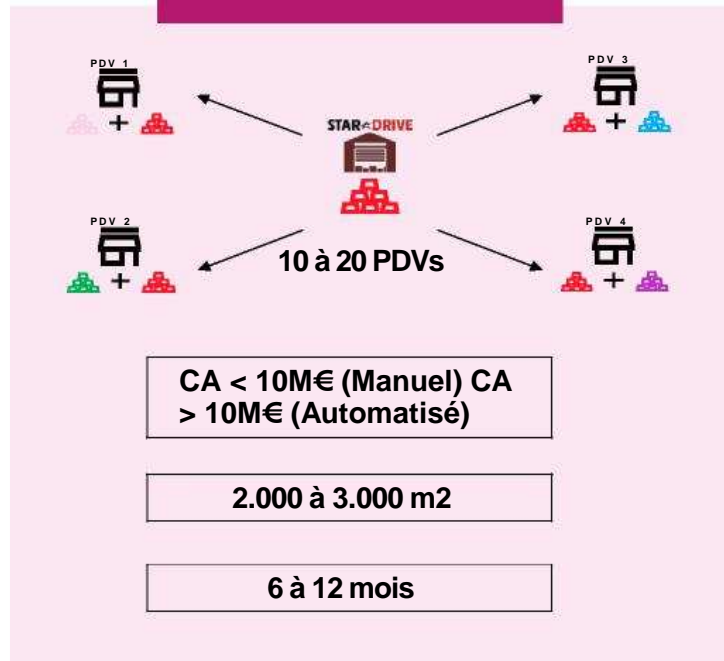 PDV 1
PDV 3
+
+
STAR DRIVE
PDV 2
PDV 4
+
+
10 à 20 PDVs
CA < 10M€ (Manuel) CA
> 10M€ (Automatisé)
2.000 à 3.000 m2
6 à 12 mois